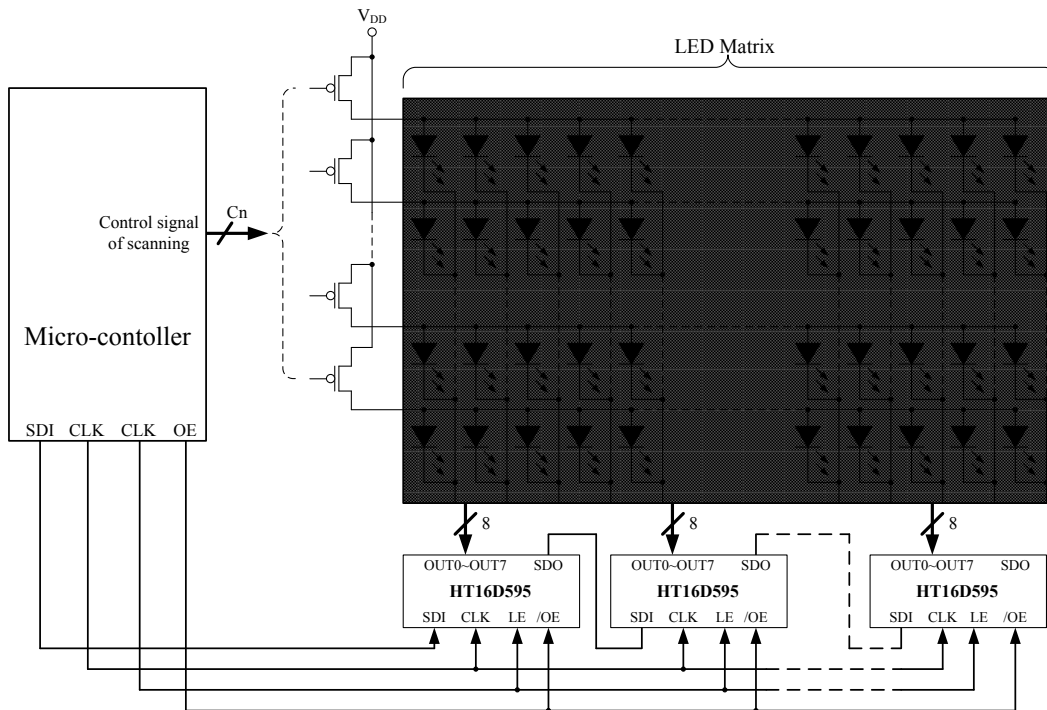 V_DD
LED Matrix
Control signal
of scanning
Cn
Micro-contoller
SDI CLK CLK OE
8 8 8
OUT0~OUT7 SDO
HT16D595
SDI CLK LE /OE
OUT0~OUT7 SDO
HT16D595
SDI CLK LE /OE
OUT0~OUT7 SDO
HT16D595
SDI CLK LE /OE